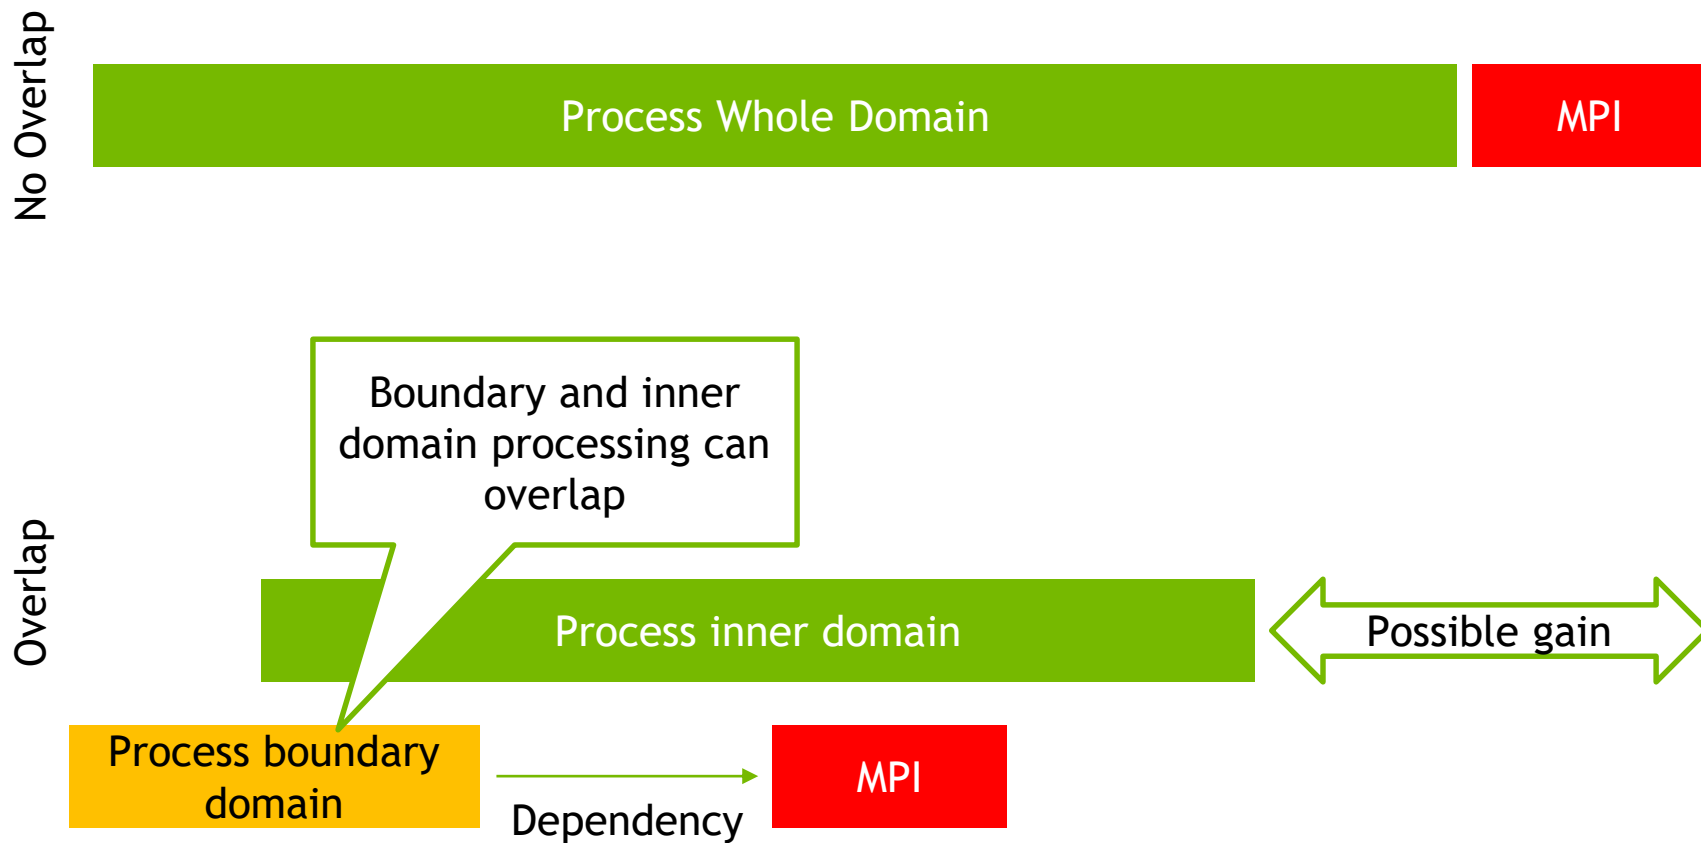 No Overlap
Process Whole Domain
MPI
Boundary and inner
domain processing can
overlap
Overlap
Process inner domain
Possible gain
Process boundary
domain
Dependency
MPI